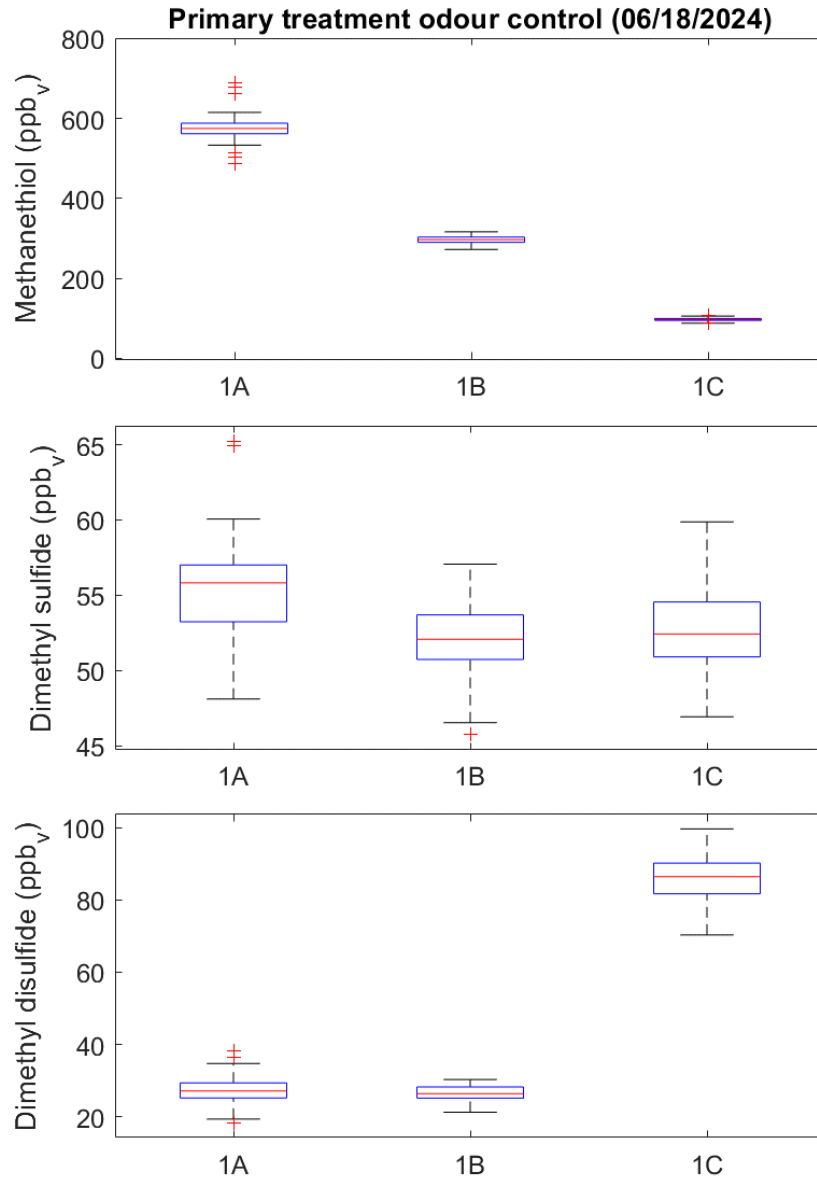 Primary treatment odour control (06/18/2024)
Methanethiol (ppbv)
800
600
400
200
0
1A 1B 1C
Dimethyl sulfide (ppbv)
65
60
55
50
45
1A 1B 1C
Dimethyl disulfide (ppbv)
100
80
60
40
20
1A 1B 1C